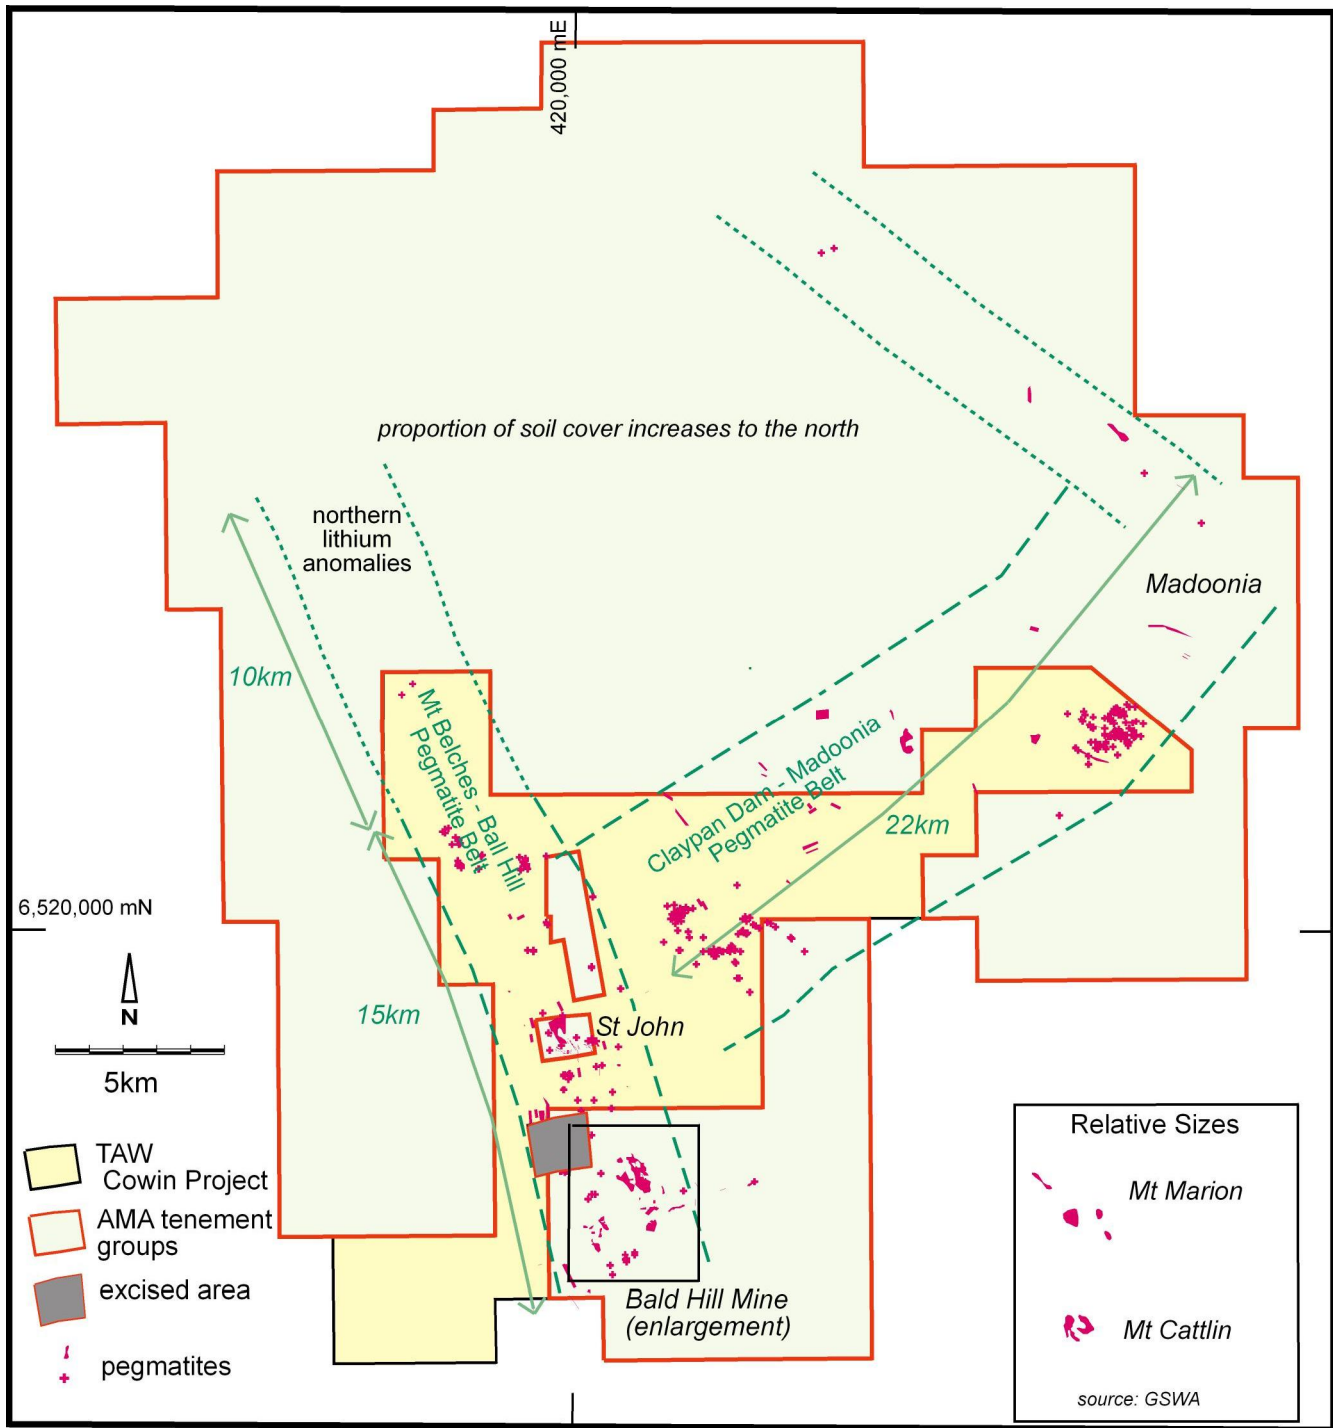 420,000 mE
proportion of soil cover increases to the north
northern
lithium
anomalies
Madoonia
10km
Mt Belches - Ball Hill
Pegmatite Belt
Claypan Dam - Madoonia
Pegmatite Belt
22km
6,520,000 mN
N
5km
15km
St John
TAW
Cowin Project
AMA tenement
groups
excised area
pegmatites
Bald Hill Mine
(enlargement)
Relative Sizes
Mt Marion
Mt Cattlin
source: GSWA